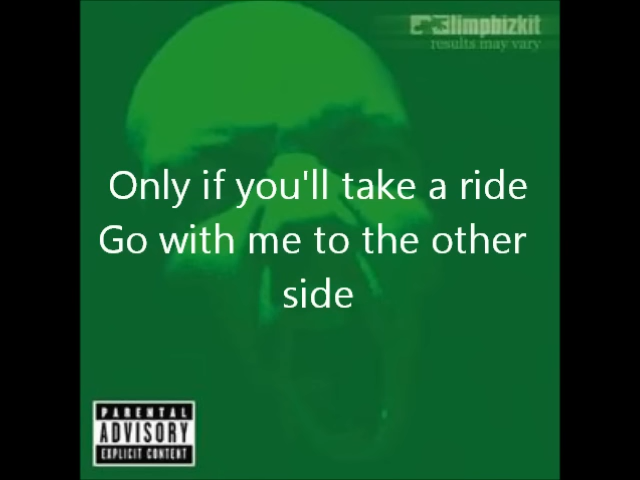 limpbizkit
results may vary
Only if you'll take a ride
Go with me to the other
side
PARENTAL
ADVISORY
EXPLICIT CONTENT